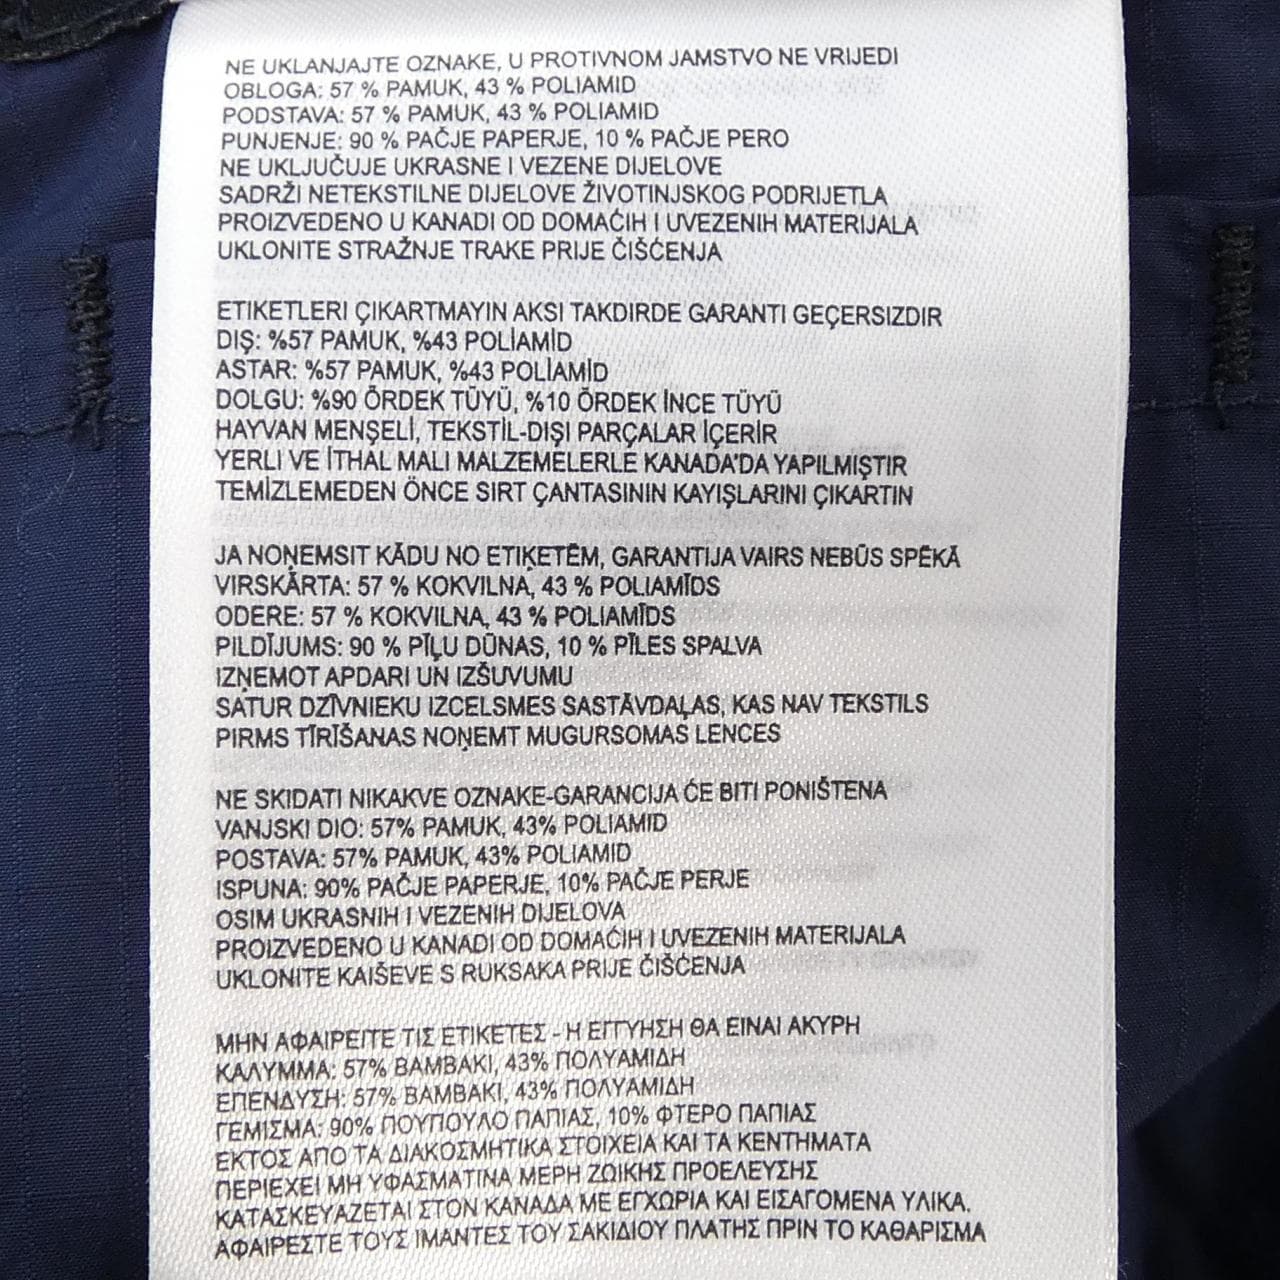 NE UKLANJAJTE OZNAKE, U PROTIVNOM JAMSTVO NE VRIJEDI
OBLOGA: 57 % PAMUK, 43 % POLIAMID
PODSTAVA: 57 % PAMUK, 43 % POLIAMID
PUNJENJE: 90 % PAČJE PAPERJE, 10 % PAČJE PERO
NE UKLJUČUJE UKRASNE I VEZENE DIJELOVE
SADRŽI NETEKSTILNE DIJELOVE ŽIVOTINJSKOG PODRIJETLA
PROIZVEDENO U KANADI OD DOMAĆIH I UVEZENIH MATERIJALA
UKLONITE STRAŽNJE TRAKE PRIJE ČIŠĆENJA
ETIKETLERI ÇIKARTMAYIN AKSI TAKDIRDE GARANTI GEÇERSIZDIR
DIŞ: %57 PAMUK, %43 POLİAMİD
ASTAR: %57 PAMUK, %43 POLİAMİD
DOLGU: %90 ÖRDEK TÜYÜ, %10 ÖRDEK İNCE TÜYÜ
HAYVAN MENŞELİ, TEKSTİL-DIŞI PARÇALAR İÇERİR
YERLİ VE İTHAL MALI MALZEMELERLE KANADA'DA YAPILMIŞTIR
TEMİZLEMEDEN ÖNCE SIRT ÇANTASININ KAYIŞLARINI ÇIKARTIN
JA NOŅEMSIT KĀDU NO ETIĶETĒM, GARANTIJA VAIRS NEBŪS SPĒKĀ
VIRSKĀRTA: 57 % KOKVILNA, 43 % POLIAMĪDS
ODERE: 57 % KOKVILNA, 43 % POLIAMĪDS
PILDĪJUMS: 90 % PĪĻU DŪNAS, 10 % PĪLES SPALVA
IZŅEMOT APDARI UN IZŠUVUMU
SATUR DZĪVNIEKU IZCELSMES SASTĀVDAĻAS, KAS NAV TEKSTILS
PIRMS TĪRĪŠANAS NOŅEMT MUGURSOMAS LENCES
NE SKIDATI NIKAKVE OZNAKE-GARANCIJA ĆE BITI PONIŠTENA
VANJSKI DIO: 57% PAMUK, 43% POLIAMID
POSTAVA: 57% PAMUK, 43% POLIAMID
ISPUNA: 90% PAČJE PAPERJE, 10% PAČJE PERJE
OSIM UKRASNIH I VEZENIH DIJELOVA
PROIZVEDENO U KANADI OD DOMAĆIH I UVEZENIH MATERIJALA
UKLONITE KAIŠEVE S RUKSAKA PRIJE ČIŠĆENJA
ΜΗΝ ΑΦΑΙΡΕΙΤΕ ΤΙΣ ΕΤΙΚΕΤΕΣ - Η ΕΓΓΥΗΣΗ ΘΑ ΕΙΝΑΙ ΑΚΥΡΗ
ΚΑΛΥΜΜΑ: 57% ΒΑΜΒΑΚΙ, 43% ΠΟΛΥΑΜΙΔΗ
ΕΠΕΝΔΥΣΗ: 57% ΒΑΜΒΑΚΙ, 43% ΠΟΛΥΑΜΙΔΗ
ΓΕΜΙΣΜΑ: 90% ΠΟΥΠΟΥΛΟ ΠΑΠΙΑΣ, 10% ΦΤΕΡΟ ΠΑΠΙΑΣ
ΕΚΤΟΣ ΑΠΟ ΤΑ ΔΙΑΚΟΣΜΗΤΙΚΑ ΣΤΟΙΧΕΙΑ ΚΑΙ ΤΑ ΚΕΝΤΗΜΑΤΑ
ΠΕΡΙΕΧΕΙ ΜΗ ΥΦΑΣΜΑΤΙΝΑ ΜΕΡΗ ΖΩΙΚΗΣ ΠΡΟΕΛΕΥΣΗΣ
ΚΑΤΑΣΚΕΥΑΖΕΤΑΙ ΣΤΟΝ ΚΑΝΑΔΑ ΜΕ ΕΓΧΩΡΙΑ ΚΑΙ ΕΙΣΑΓΟΜΕΝΑ ΥΛΙΚΑ.
ΑΦΑΙΡΕΣΤΕ ΤΟΥΣ ΙΜΑΝΤΕΣ ΤΟΥ ΣΑΚΙΔΙΟΥ ΠΛΑΤΗΣ ΠΡΙΝ ΤΟ ΚΑΘΑΡΙΣΜΑ